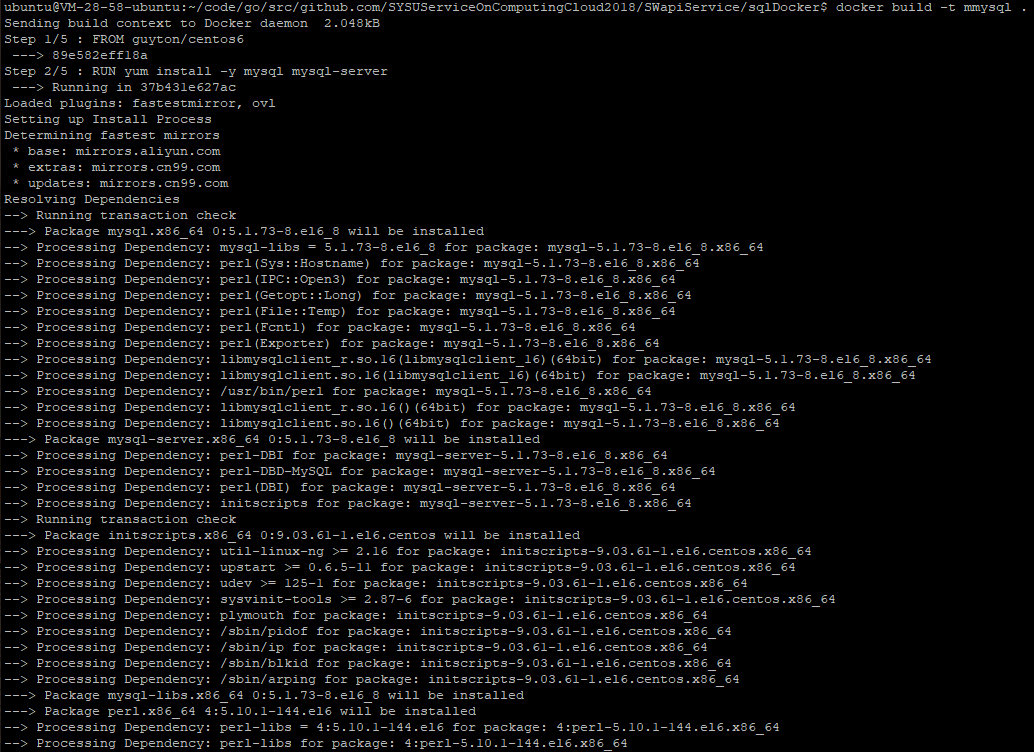 ubuntu@VM-28-58-ubuntu:~/code/go/src/github.com/SYSUServiceOnComputingCloud2018/SWapiService/sqlDocker$ docker build -t mmysql .
Sending build context to Docker daemon  2.048kB
Step 1/5 : FROM guyton/centos6
 ---> 89e582eff18a
Step 2/5 : RUN yum install -y mysql mysql-server
 ---> Running in 37b431e627ac
Loaded plugins: fastestmirror, ovl
Setting up Install Process
Determining fastest mirrors
 * base: mirrors.aliyun.com
 * extras: mirrors.cn99.com
 * updates: mirrors.cn99.com
Resolving Dependencies
--> Running transaction check
---> Package mysql.x86_64 0:5.1.73-8.el6_8 will be installed
--> Processing Dependency: mysql-libs = 5.1.73-8.el6_8 for package: mysql-5.1.73-8.el6_8.x86_64
--> Processing Dependency: perl(Sys::Hostname) for package: mysql-5.1.73-8.el6_8.x86_64
--> Processing Dependency: perl(IPC::Open3) for package: mysql-5.1.73-8.el6_8.x86_64
--> Processing Dependency: perl(Getopt::Long) for package: mysql-5.1.73-8.el6_8.x86_64
--> Processing Dependency: perl(File::Temp) for package: mysql-5.1.73-8.el6_8.x86_64
--> Processing Dependency: perl(Fcntl) for package: mysql-5.1.73-8.el6_8.x86_64
--> Processing Dependency: perl(Exporter) for package: mysql-5.1.73-8.el6_8.x86_64
--> Processing Dependency: libmysqlclient_r.so.16(libmysqlclient_16)(64bit) for package: mysql-5.1.73-8.el6_8.x86_64
--> Processing Dependency: libmysqlclient.so.16(libmysqlclient_16)(64bit) for package: mysql-5.1.73-8.el6_8.x86_64
--> Processing Dependency: /usr/bin/perl for package: mysql-5.1.73-8.el6_8.x86_64
--> Processing Dependency: libmysqlclient_r.so.16()(64bit) for package: mysql-5.1.73-8.el6_8.x86_64
--> Processing Dependency: libmysqlclient.so.16()(64bit) for package: mysql-5.1.73-8.el6_8.x86_64
---> Package mysql-server.x86_64 0:5.1.73-8.el6_8 will be installed
--> Processing Dependency: perl-DBI for package: mysql-server-5.1.73-8.el6_8.x86_64
--> Processing Dependency: perl-DBD-MySQL for package: mysql-server-5.1.73-8.el6_8.x86_64
--> Processing Dependency: perl(DBI) for package: mysql-server-5.1.73-8.el6_8.x86_64
--> Processing Dependency: initscripts for package: mysql-server-5.1.73-8.el6_8.x86_64
--> Running transaction check
---> Package initscripts.x86_64 0:9.03.61-1.el6.centos will be installed
--> Processing Dependency: util-linux-ng >= 2.16 for package: initscripts-9.03.61-1.el6.centos.x86_64
--> Processing Dependency: upstart >= 0.6.5-11 for package: initscripts-9.03.61-1.el6.centos.x86_64
--> Processing Dependency: udev >= 125-1 for package: initscripts-9.03.61-1.el6.centos.x86_64
--> Processing Dependency: sysvinit-tools >= 2.87-6 for package: initscripts-9.03.61-1.el6.centos.x86_64
--> Processing Dependency: plymouth for package: initscripts-9.03.61-1.el6.centos.x86_64
--> Processing Dependency: /sbin/pidof for package: initscripts-9.03.61-1.el6.centos.x86_64
--> Processing Dependency: /sbin/ip for package: initscripts-9.03.61-1.el6.centos.x86_64
--> Processing Dependency: /sbin/blkid for package: initscripts-9.03.61-1.el6.centos.x86_64
--> Processing Dependency: /sbin/arping for package: initscripts-9.03.61-1.el6.centos.x86_64
---> Package mysql-libs.x86_64 0:5.1.73-8.el6_8 will be installed
---> Package perl.x86_64 4:5.10.1-144.el6 will be installed
--> Processing Dependency: perl-libs = 4:5.10.1-144.el6 for package: 4:perl-5.10.1-144.el6.x86_64
--> Processing Dependency: perl-libs for package: 4:perl-5.10.1-144.el6.x86_64